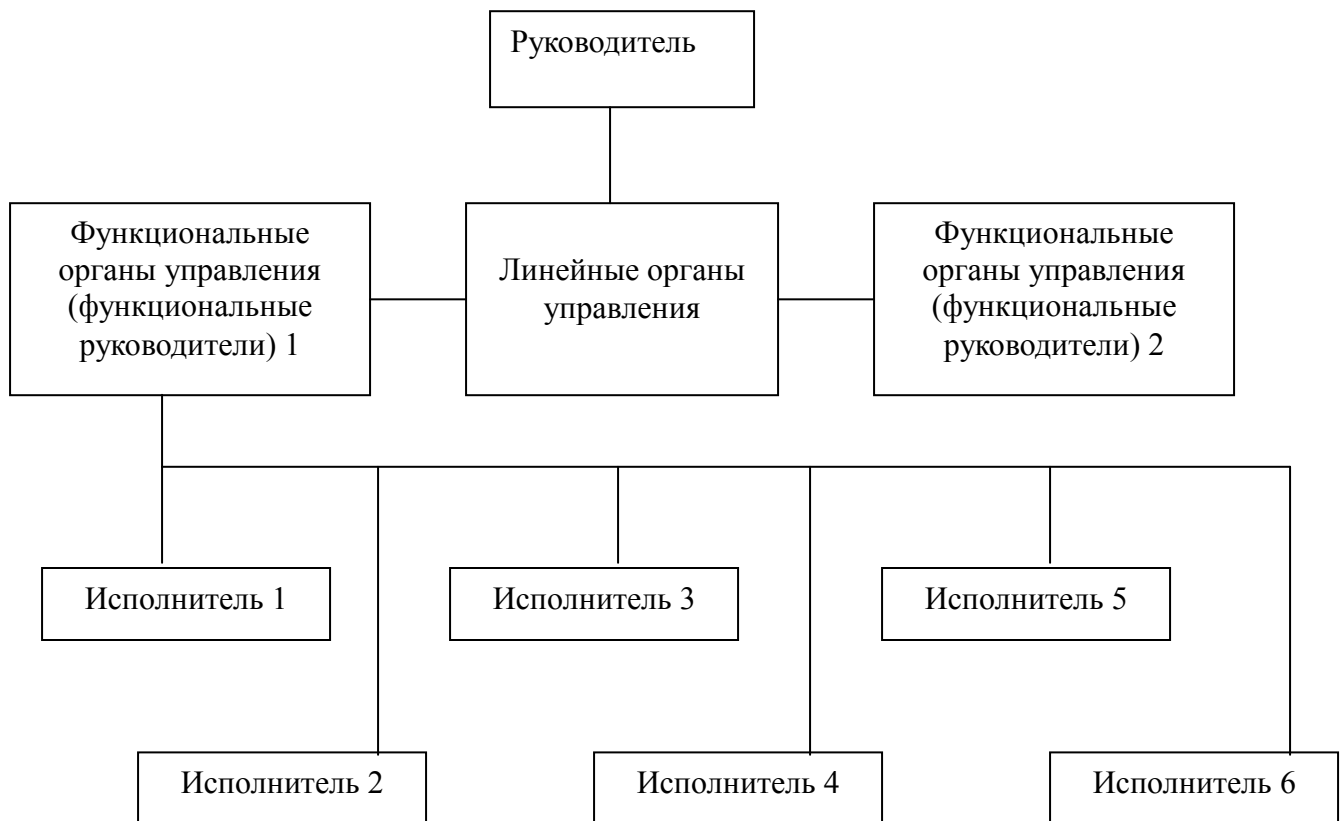 Руководитель
Функциональные
органы управления
(функциональные
руководители) 1
Линейные органы
управления
Функциональные
органы управления
(функциональные
руководители) 2
Исполнитель 1
Исполнитель 3
Исполнитель 5
Исполнитель 2
Исполнитель 4
Исполнитель 6